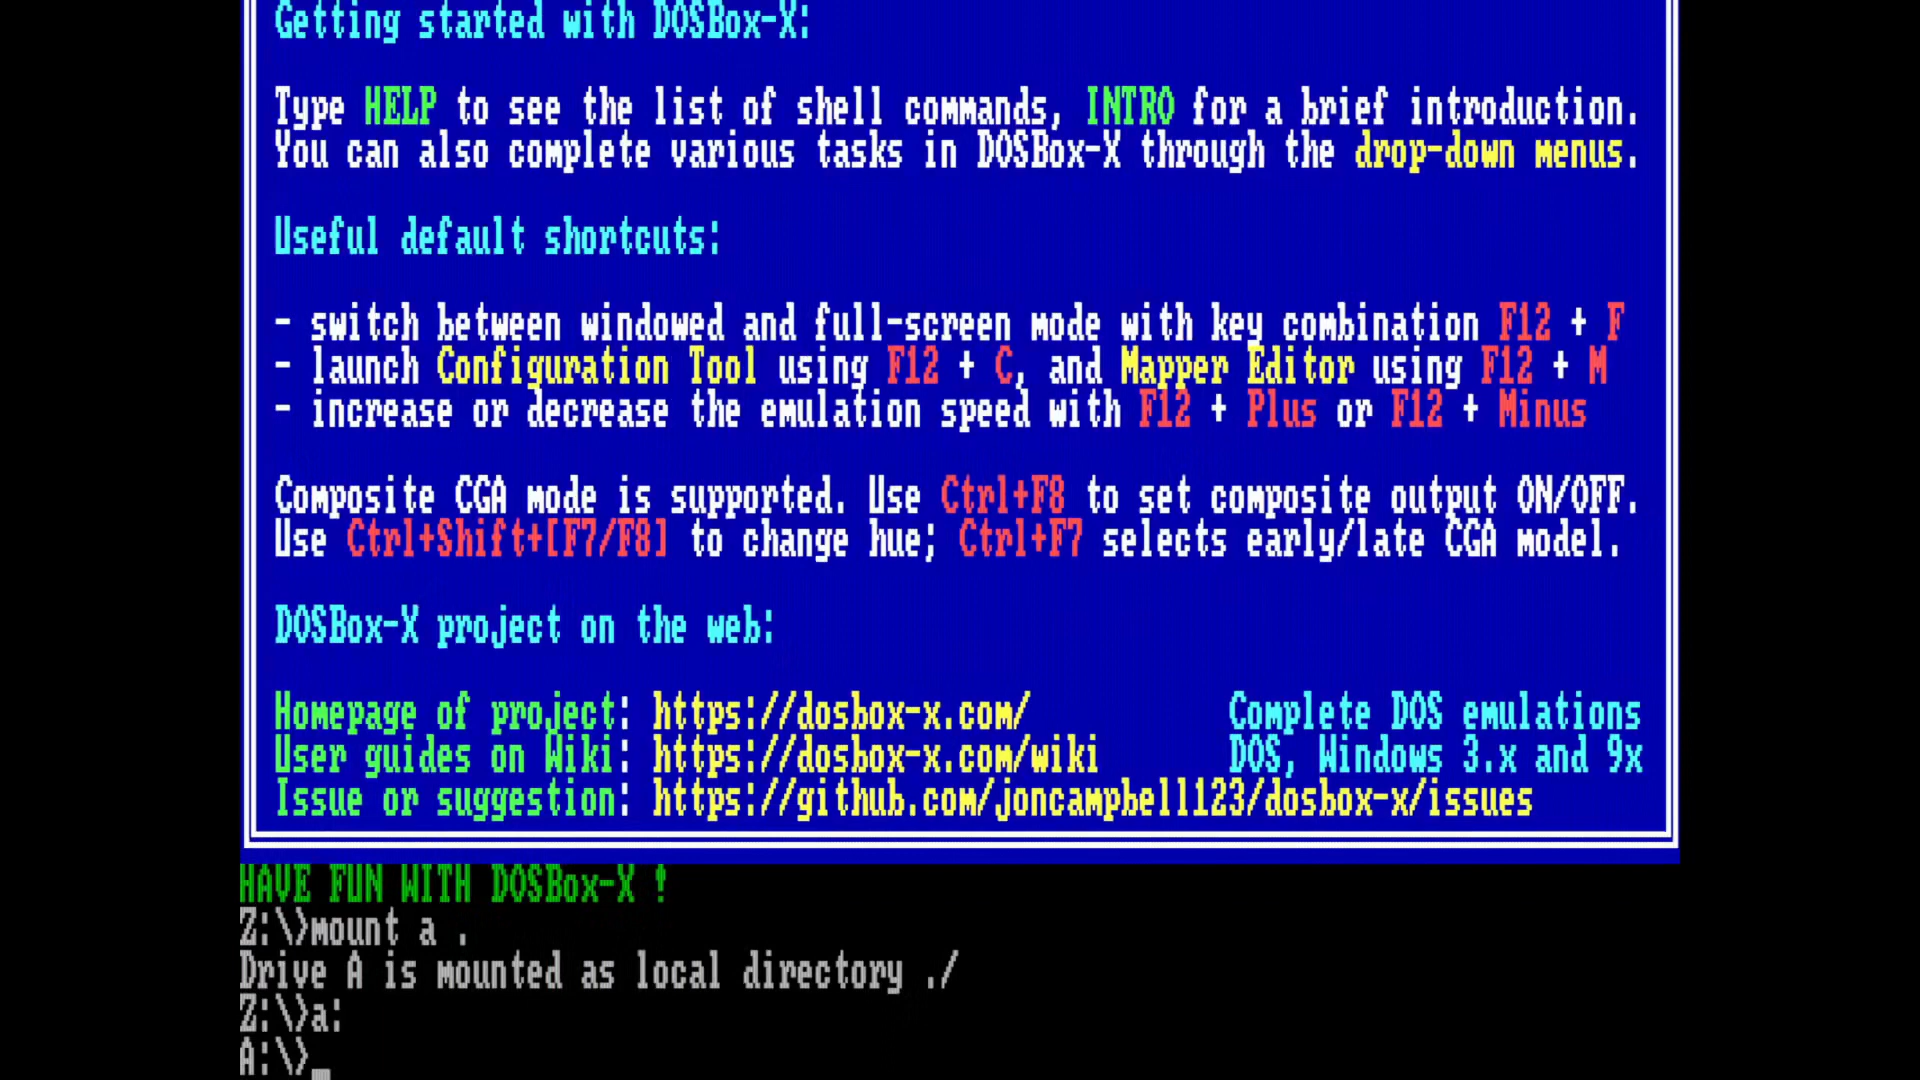 Getting started with DOSBox-X:
Type HELP to see the list of shell commands, INTRO for a brief introduction.
You can also complete various tasks in DOSBox-X through the drop-down menus.
Useful default shortcuts:
- switch between windowed and full-screen mode with key combination F12 + F
- launch Configuration Tool using F12 + C, and Mapper Editor using F12 + M
- increase or decrease the emulation speed with F12 + Plus or F12 + Minus
Composite CGA mode is supported. Use Ctrl+F8 to set composite output ON/OFF.
Use Ctrl+Shift+[F7/F8] to change hue; Ctrl+F7 selects early/late CGA model.
DOSBox-X project on the web:
Homepage of project: https://dosbox-x.com/ Complete DOS emulations
User guides on Wiki: https://dosbox-x.com/wiki DOS, Windows 3.x and 9x
Issue or suggestion: https://github.com/joncampbell123/dosbox-x/issues
HAVE FUN WITH DOSBox-X !
Z:\>mount a .
Drive A is mounted as local directory ./
Z:\>a:
A:\>_